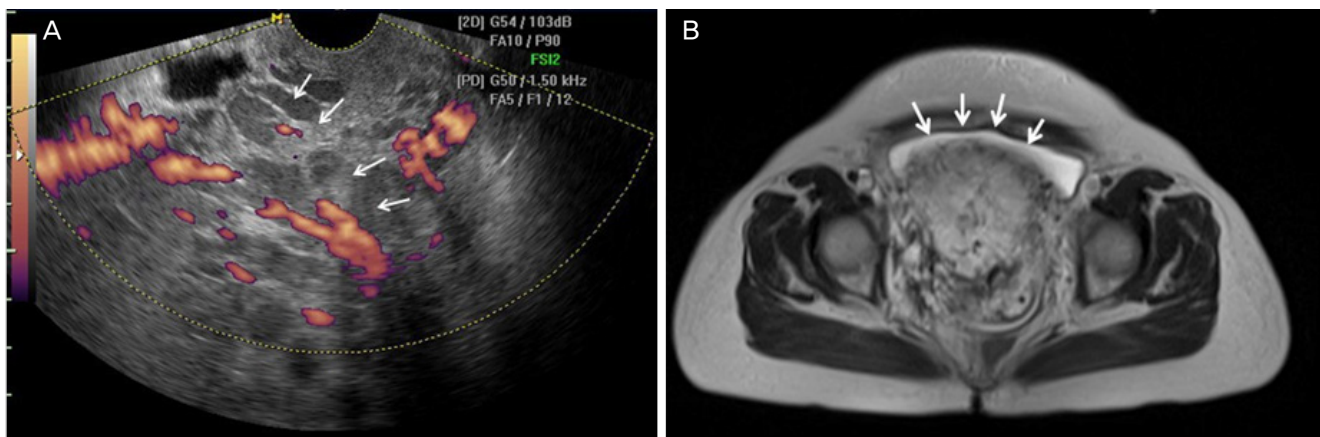 A
M
[2D] G54 / 103dB
FA10 / P90
FSI2
[PD] G50 / 1.50 kHz
FA5 / F1 / 12
B